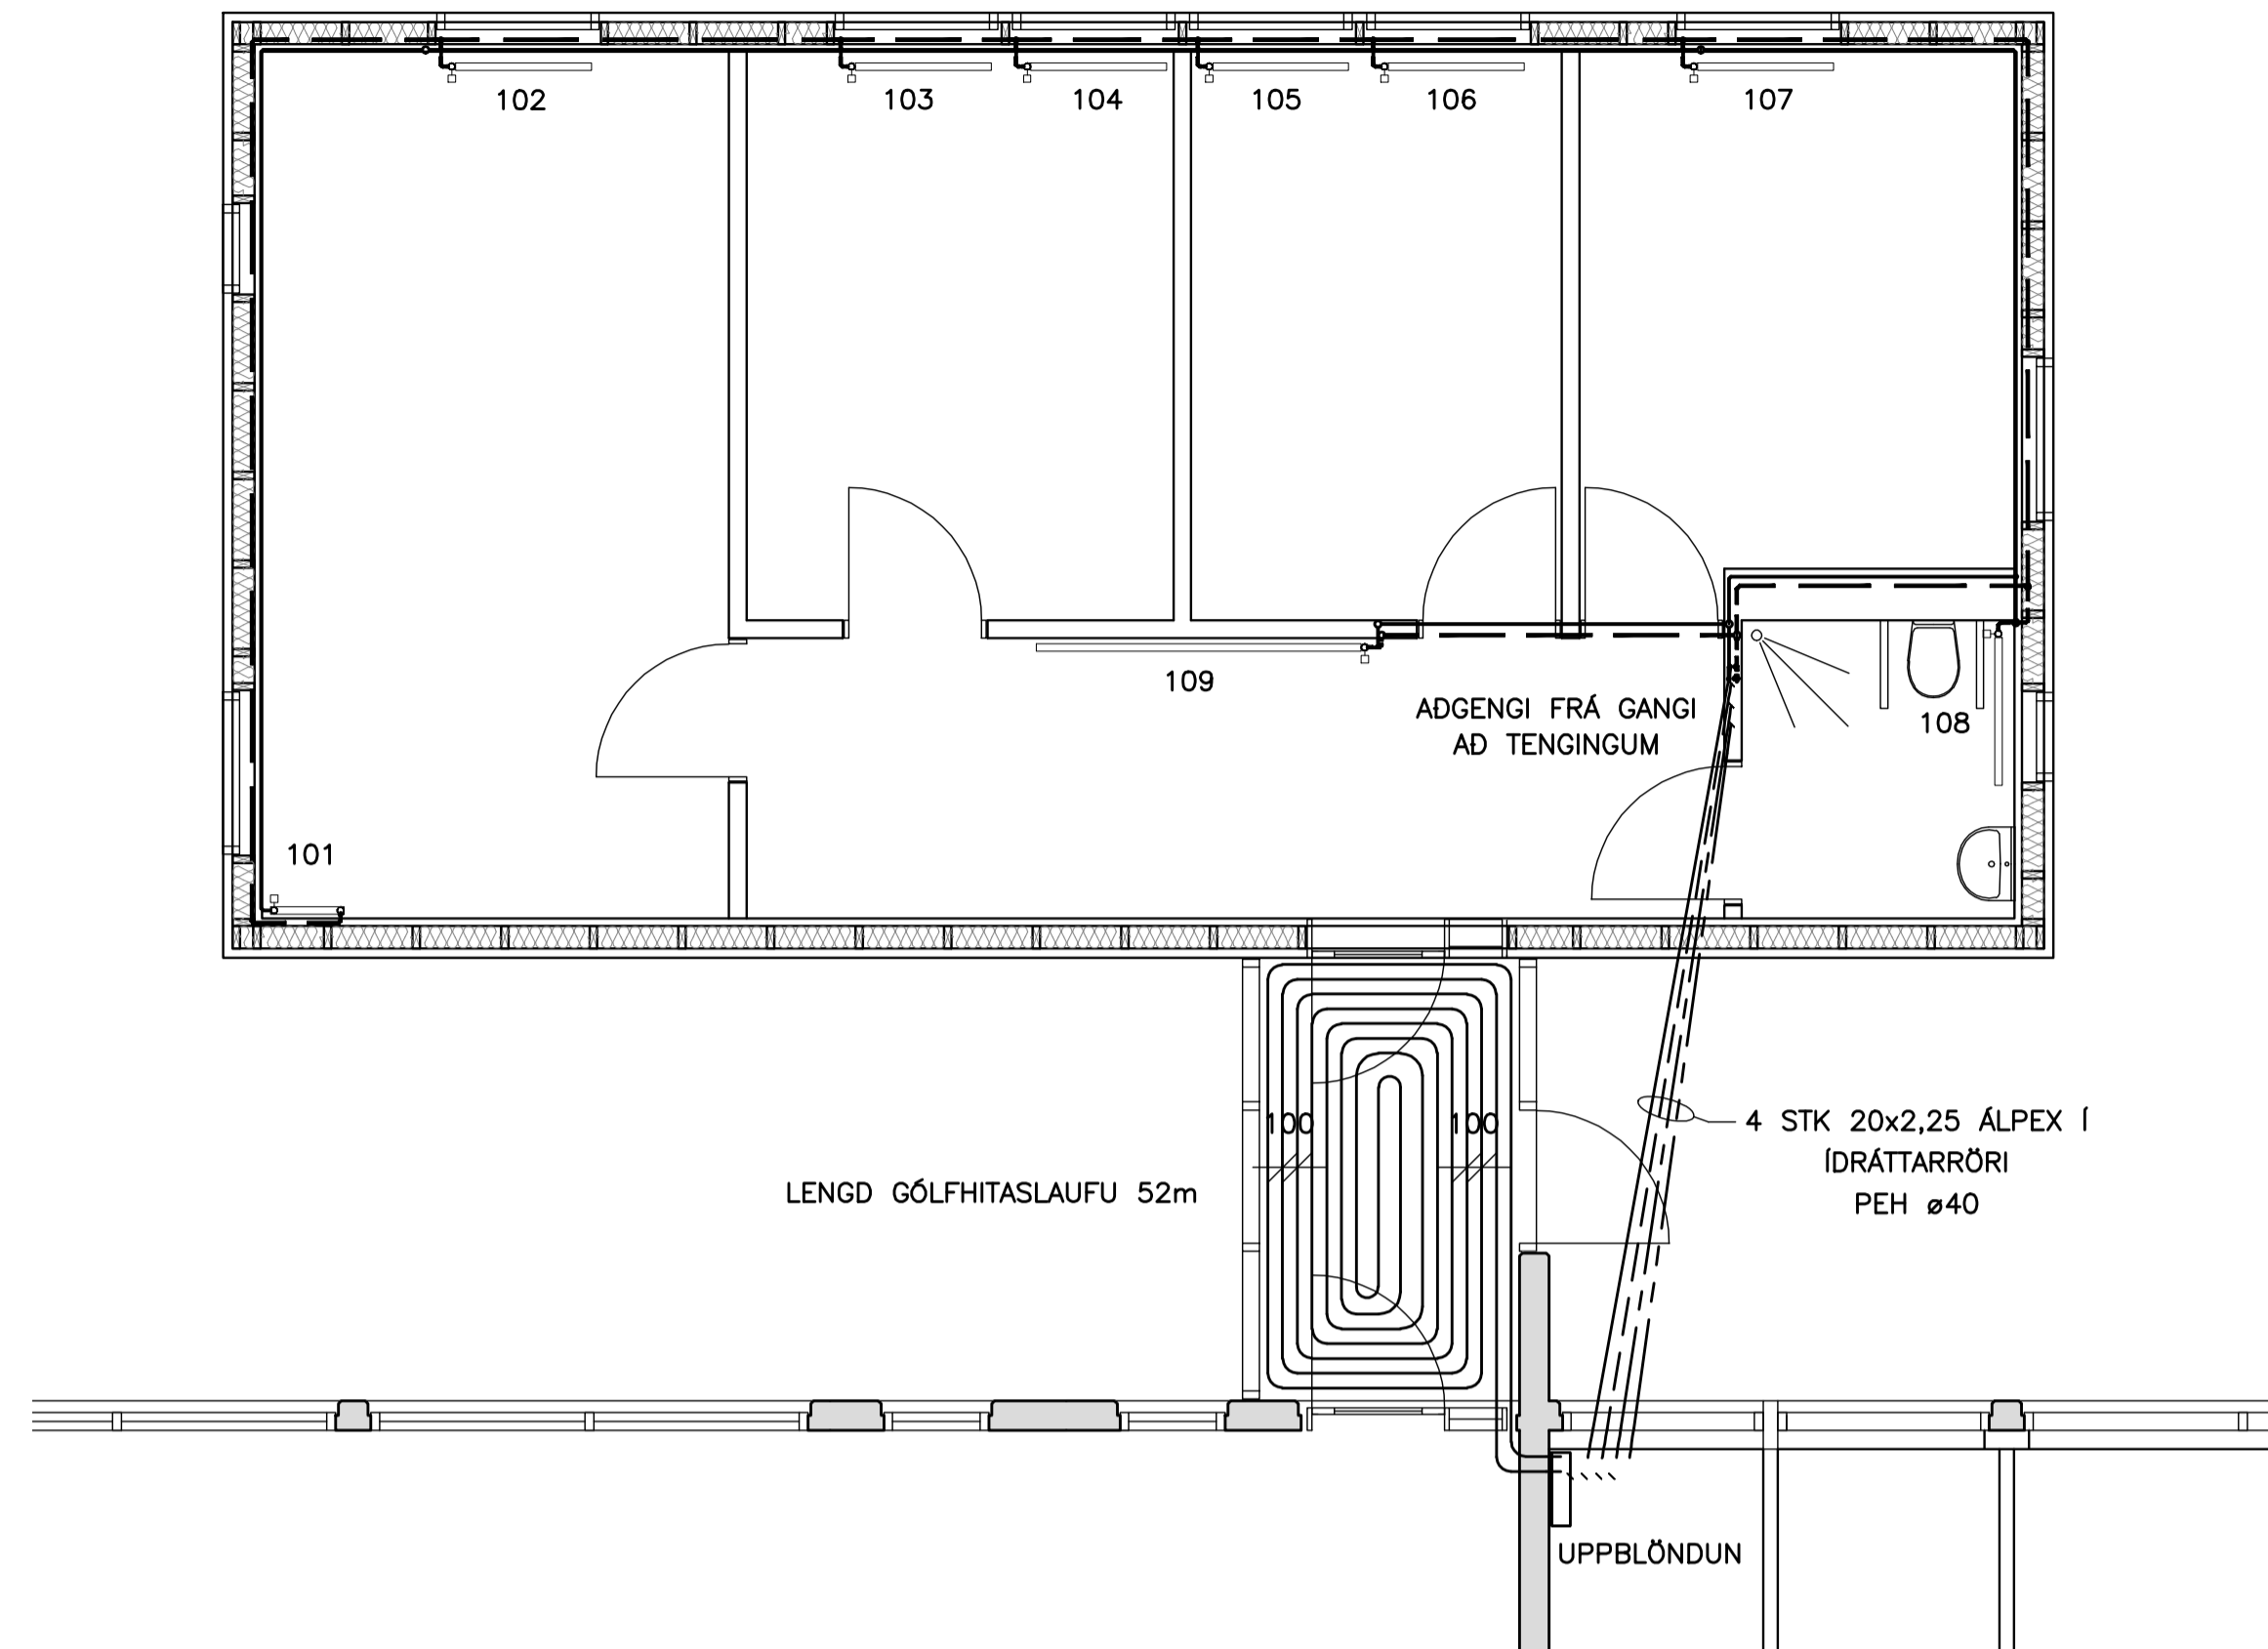 102
103
104
105
106
107
109
AÐGENGI FRÁ GANGI
AÐ TENGINGUM
108
101
100
100
4 STK 20x2,25 ÁLPEX Í
ÍDRÁTTARRÖRI
PEH ø40
LENGD GÓLFHITASLAUFU 52m
UPPBLÖNDUN